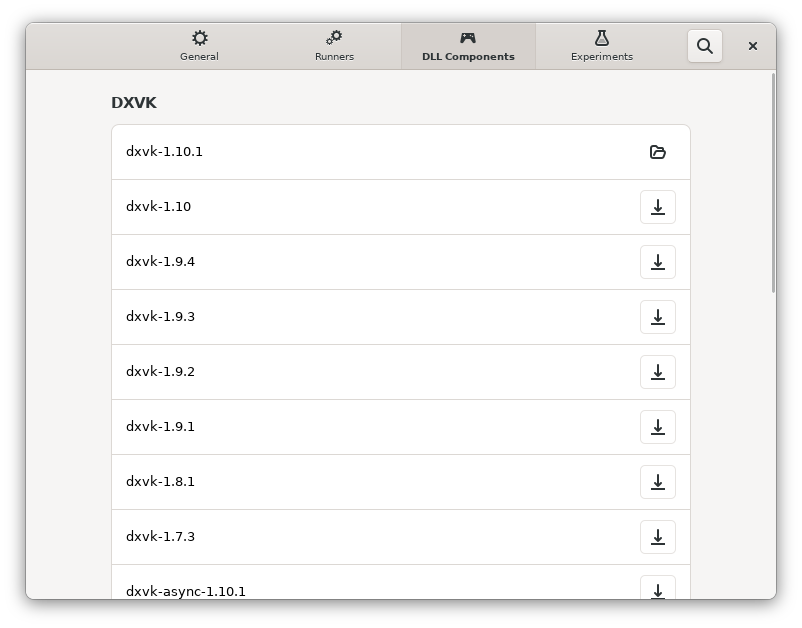 General
Runners
DLL Components
Experiments
DXVK
dxvk-1.10.1
dxvk-1.10
dxvk-1.9.4
dxvk-1.9.3
dxvk-1.9.2
dxvk-1.9.1
dxvk-1.8.1
dxvk-1.7.3
dxvk-async-1.10.1